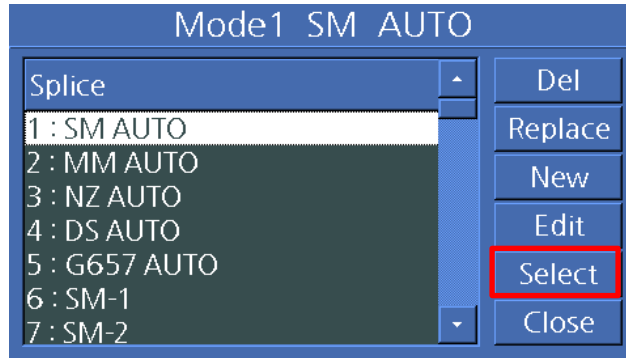 Mode1 SM AUTO
Splice
1 : SM AUTO
2 : MM AUTO
3 : NZ AUTO
4 : DS AUTO
5 : G657 AUTO
6 : SM-1
7 : SM-2
Del
Replace
New
Edit
Select
Close